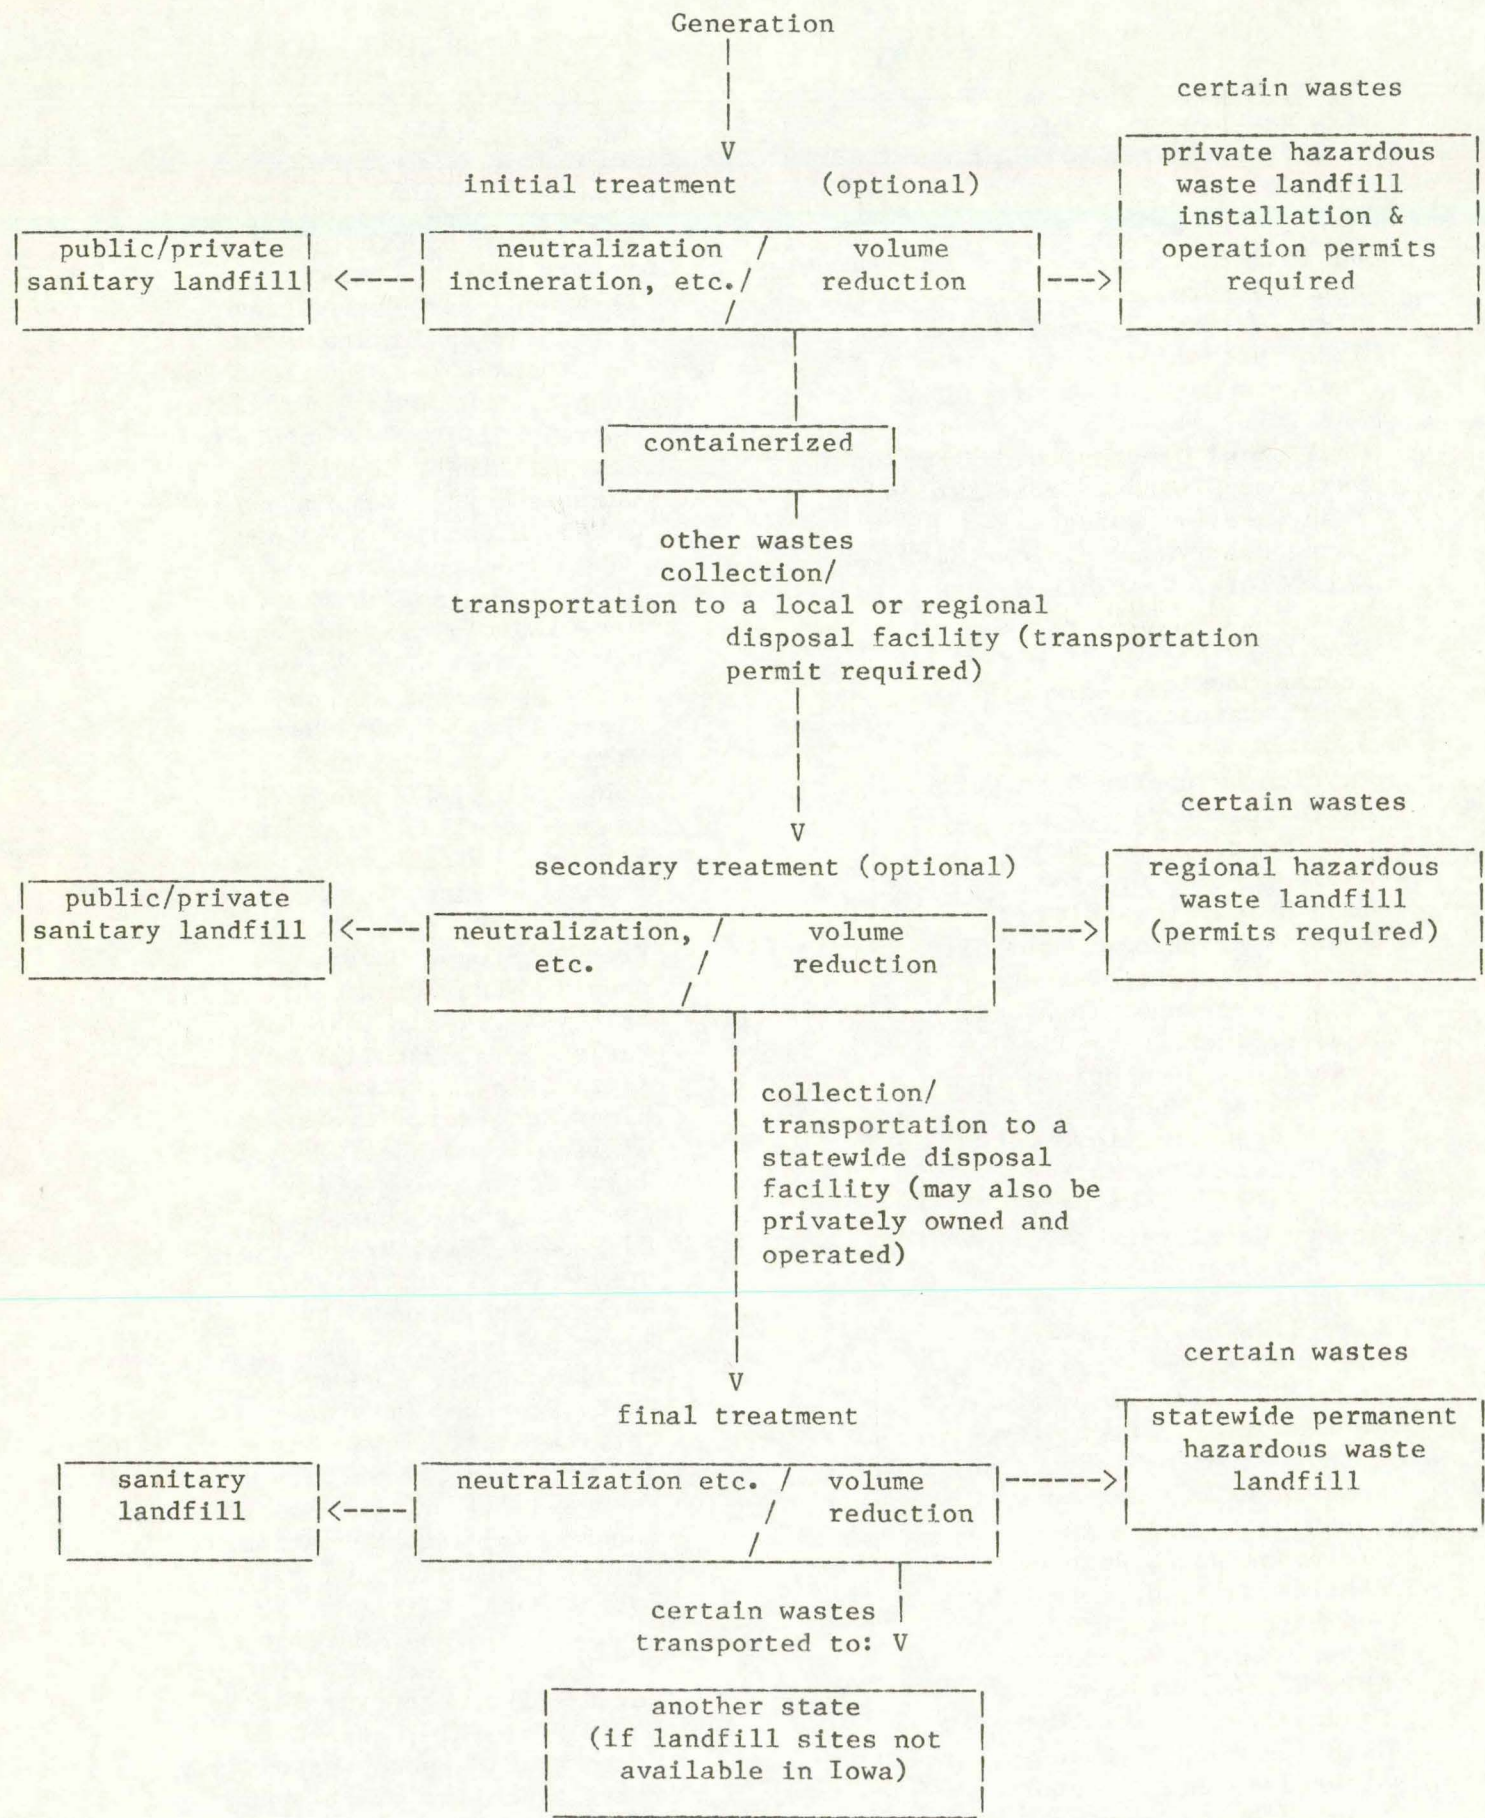 Generation
certain wastes
private hazardous
initial treatment (optional) waste landfill
installation &
public/private neutralization / volume operation permits
sanitary landfill <---- incineration, etc./ reduction ---> required
/
containerized
other wastes
collection/
transportation to a local or regional
disposal facility (transportation
permit required)
V
certain wastes
secondary treatment (optional) regional hazardous
public/private waste landfill
sanitary landfill <---- neutralization, / volume -----> (permits required)
etc. / reduction
/
collection/
transportation to a
statewide disposal
facility (may also be
privately owned and
operated)
V
certain wastes
final treatment statewide permanent
hazardous waste
sanitary neutralization etc. / volume ------> landfill
landfill <---- / reduction
/
certain wastes
transported to: V
another state
(if landfill sites not
available in Iowa)